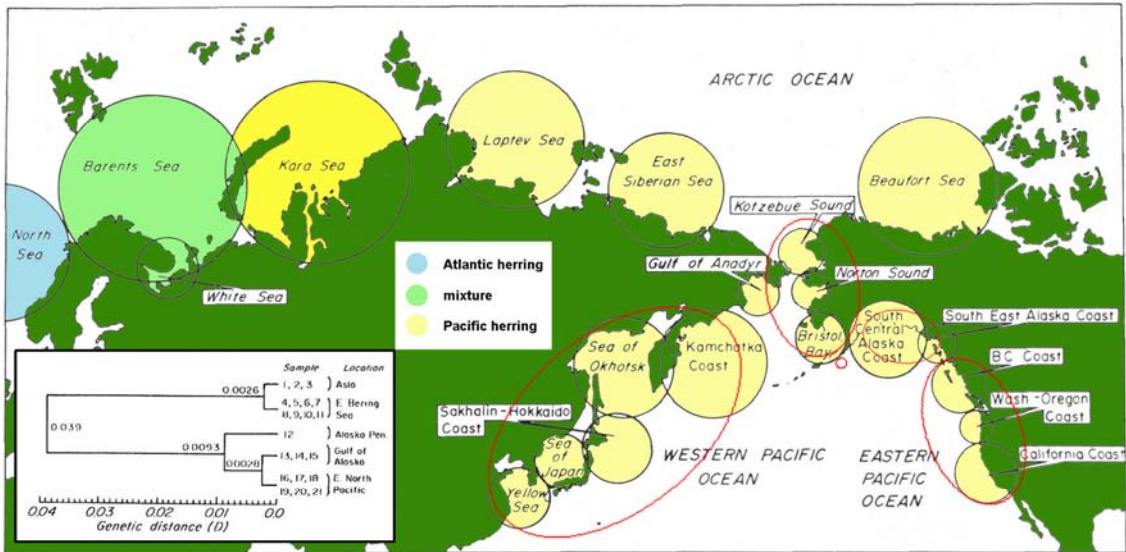 ARCTIC OCEAN
Barents Sea
Kara Sea
Laptev Sea
East
Siberian Sea
Beaufort Sea
Kotzebue Sound
North
Sea
White Sea
Gulf of Anadyr
Norton Sound
Atlantic herring
mixture
Pacific herring
Bristol
Bay
South
Central
Alaska
Coast
South East Alaska Coast
BC Coast
Wash-Oregon
Coast
California Coast
Sea of
Okhotsk
Kamchatka
Coast
Sakhalin-Hokkaido
Coast
Sea of
Japan
Yellow
Sea
WESTERN PACIFIC
OCEAN
EASTERN
PACIFIC
OCEAN
Sample Location
0.0026
1, 2, 3 Asia
4, 5, 6, 7 E. Bering
8, 9, 10, 11 Sea
0.039
0.0093
12 Alaska Pen.
0.0028
13, 14, 15 Gulf of
Alaska
16, 17, 18 E. North
19, 20, 21 Pacific
0.04 0.03 0.02 0.01 0.0
Genetic distance (D)